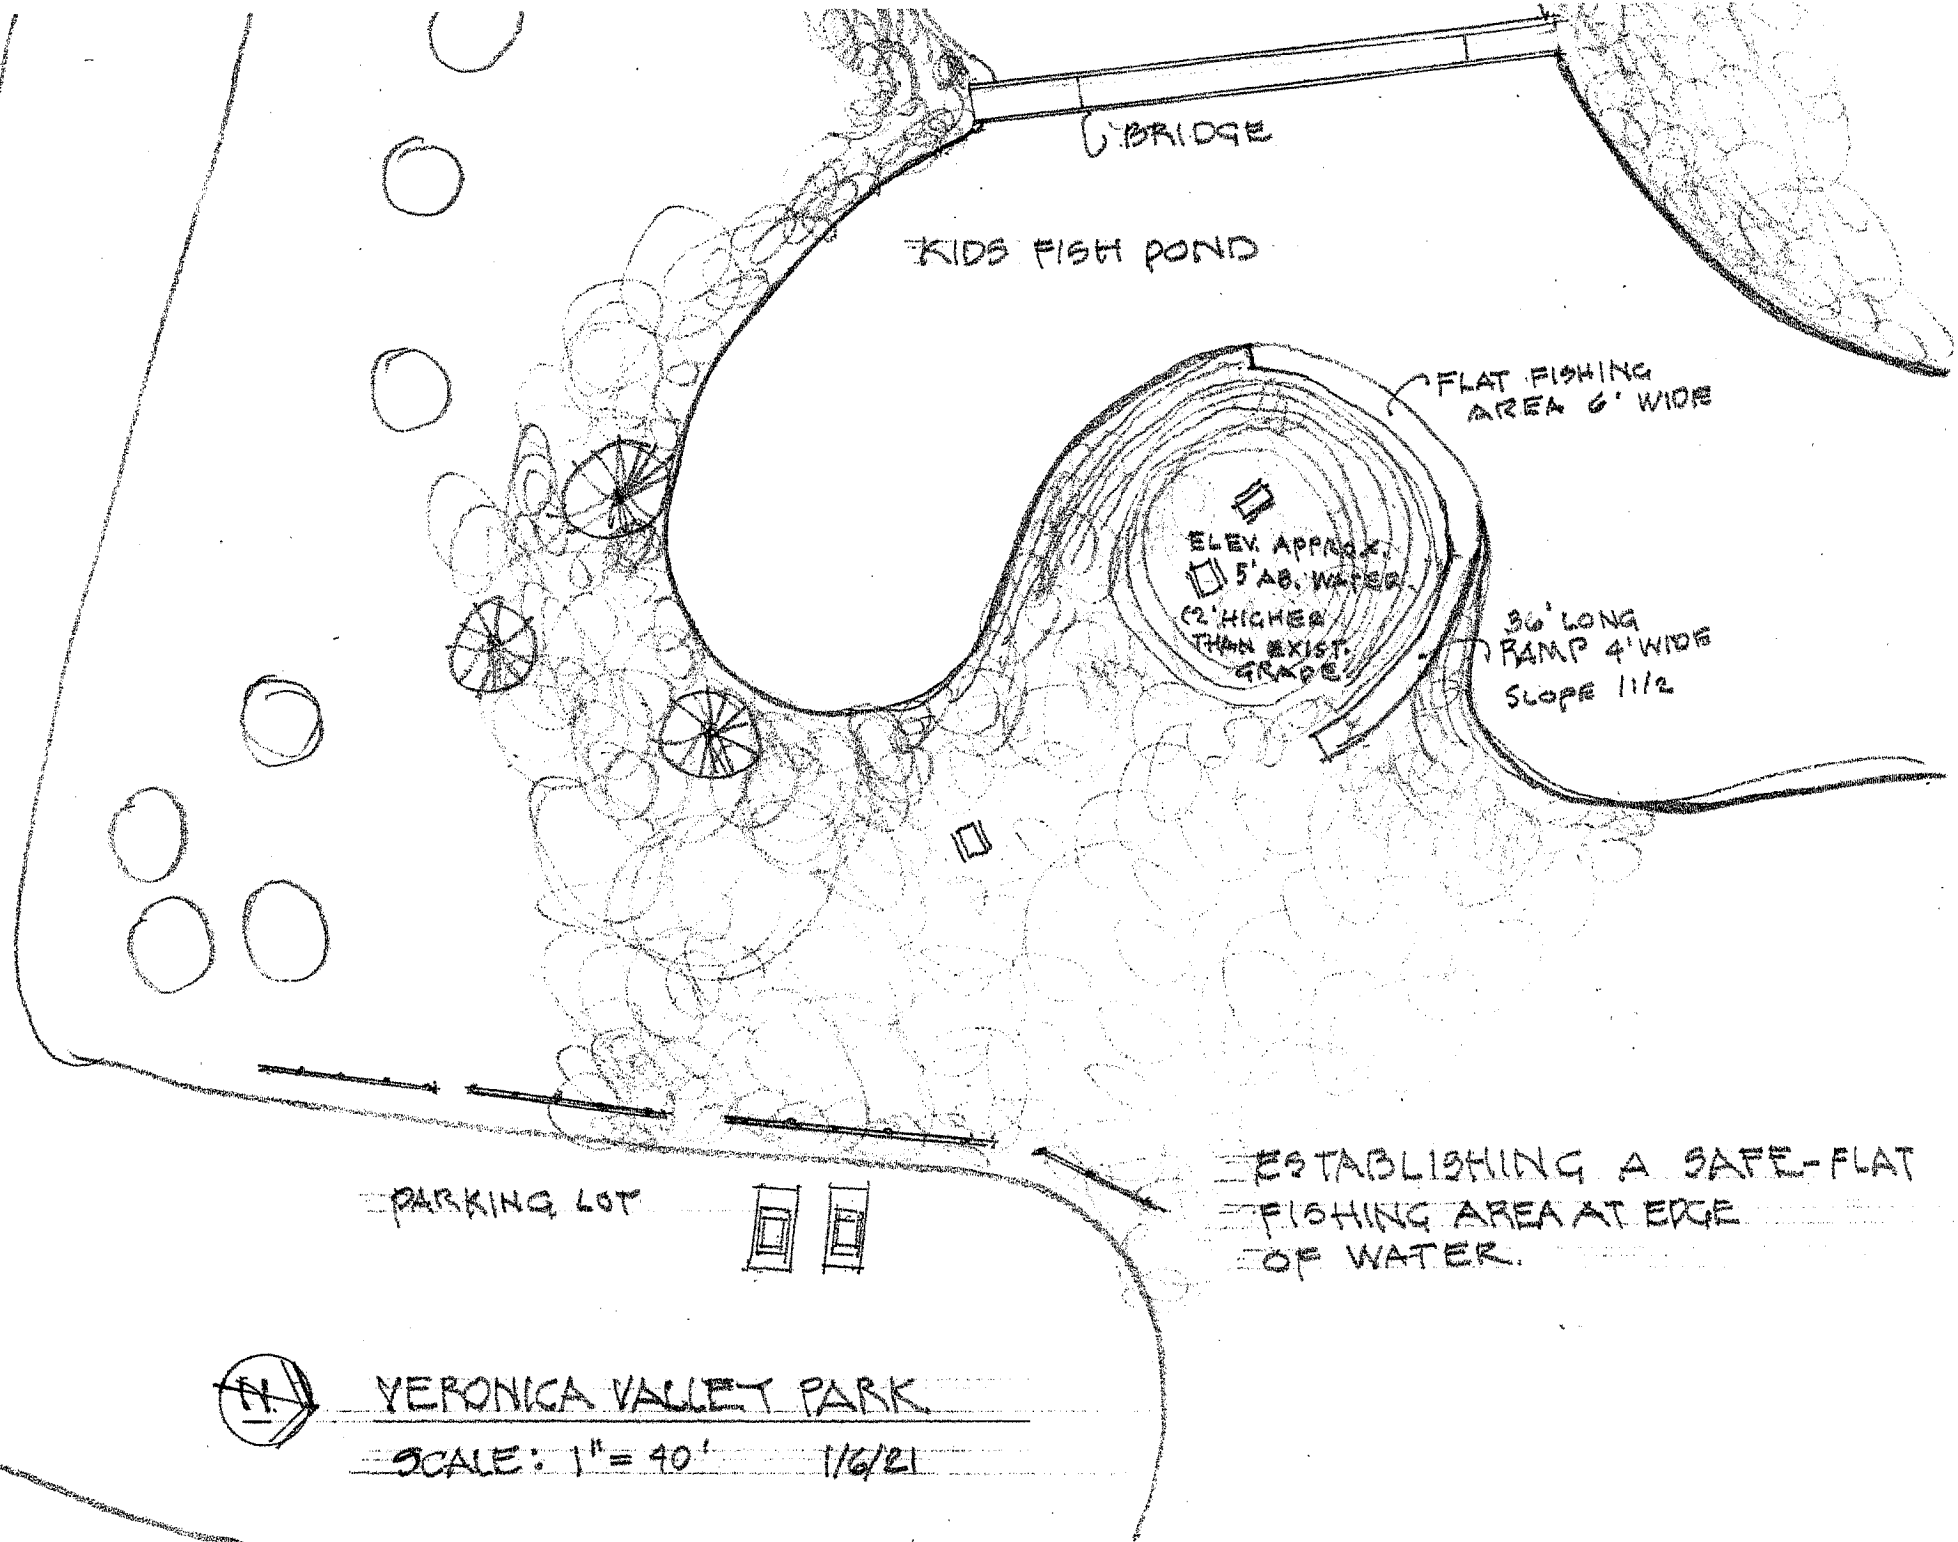 BRIDGE
KIDS FISH POND
FLAT FISHING
AREA 6' WIDE
ELEV. APPROX.
5' AB. WATER
(2' HIGHER
THAN EXIST.
GRADE
36' LONG
RAMP 4' WIDE
SLOPE 1 1/2
ESTABLISHING A SAFE-FLAT
FISHING AREA AT EDGE
OF WATER.
PARKING LOT
N.
VERONICA VALLEY PARK
SCALE: 1" = 40' 1/6/21